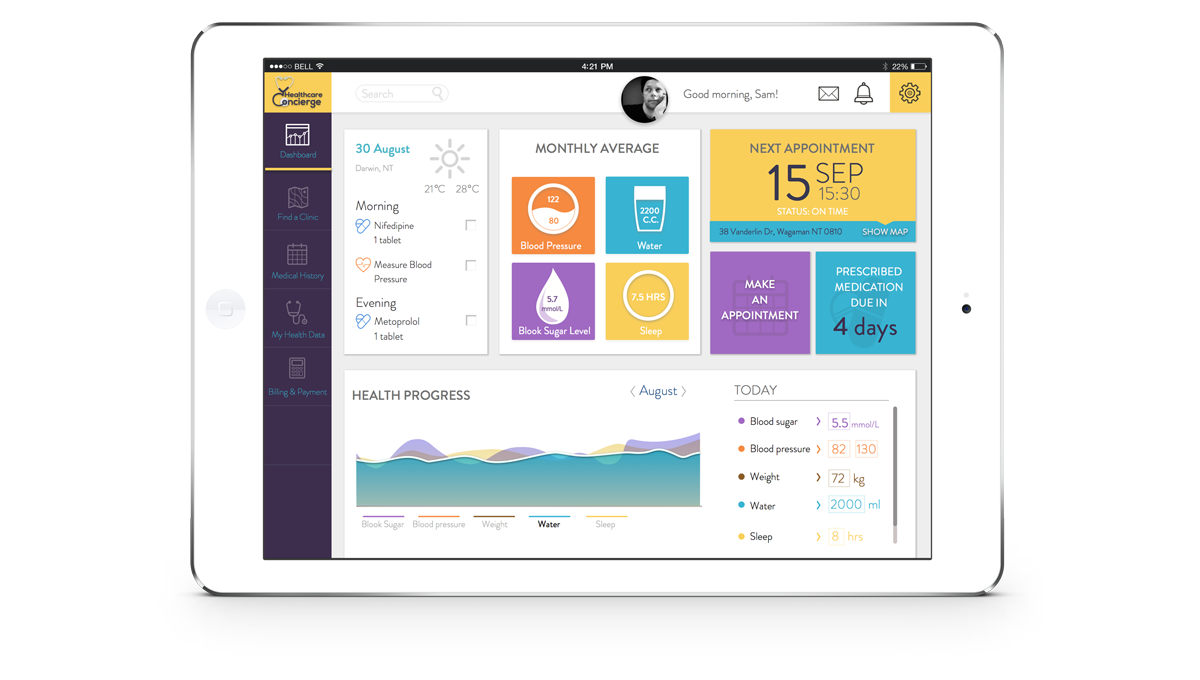 BELL
4:21 PM
22%
Healthcare
Concierge
Search
Good morning, Sam!
Dashboard
Find a Clinic
Medical History
My Health Data
Billing & Payment
30 August
Darwin, NT
21°C 28°C
Morning
Nifedipine
1 tablet
Measure Blood
Pressure
Evening
Metoprolol
1 tablet
MONTHLY AVERAGE
122
80
Blood Pressure
2200
C.C.
Water
5.7
mmol/L
Blook Sugar Level
7.5 HRS
Sleep
NEXT APPOINTMENT
15 SEP
15:30
STATUS: ON TIME
38 Vanderlin Dr, Wagaman NT 0810 SHOW MAP
MAKE
AN
APPOINTMENT
PRESCRIBED
MEDICATION
DUE IN
4 days
HEALTH PROGRESS
< August >
Blook Sugar Blood pressure Weight Water Sleep
TODAY
Blood sugar > 5.5 mmol/L
Blood pressure > 82 130
Weight > 72 kg
Water > 2000 ml
Sleep > 8 hrs